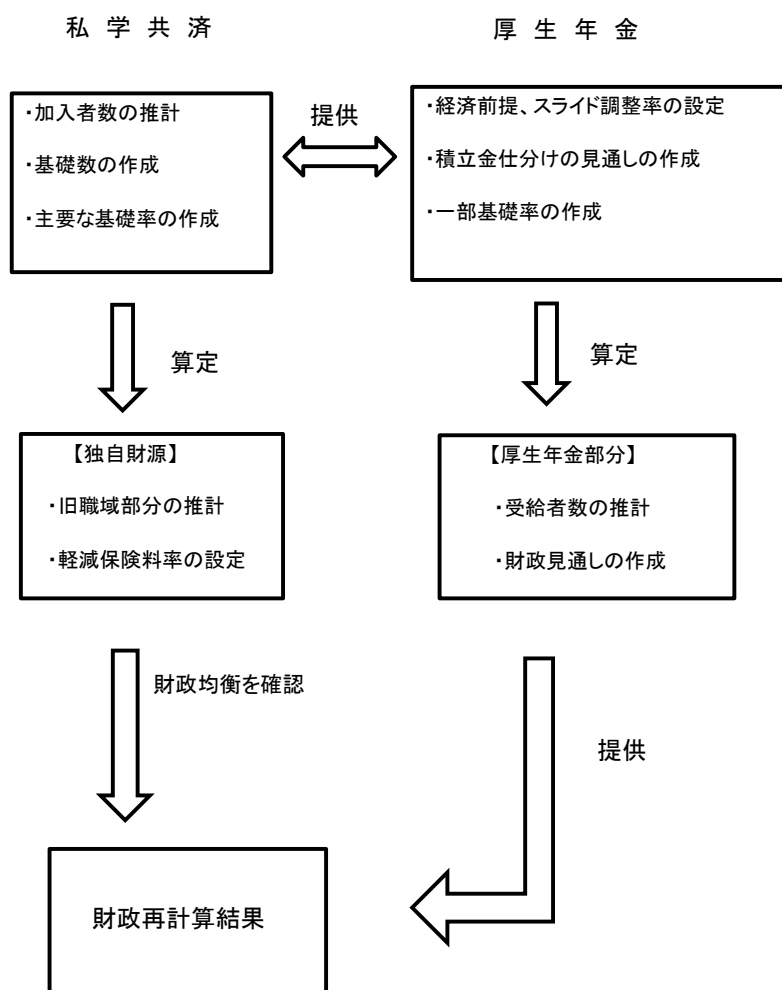 私 学 共 済
厚 生 年 金
・加入者数の推計
・基礎数の作成
・主要な基礎率の作成
提供
・経済前提、スライド調整率の設定
・積立金仕分けの見通しの作成
・一部基礎率の作成
算定
算定
【独自財源】
・旧職域部分の推計
・軽減保険料率の設定
【厚生年金部分】
・受給者数の推計
・財政見通しの作成
財政均衡を確認
提供
財政再計算結果